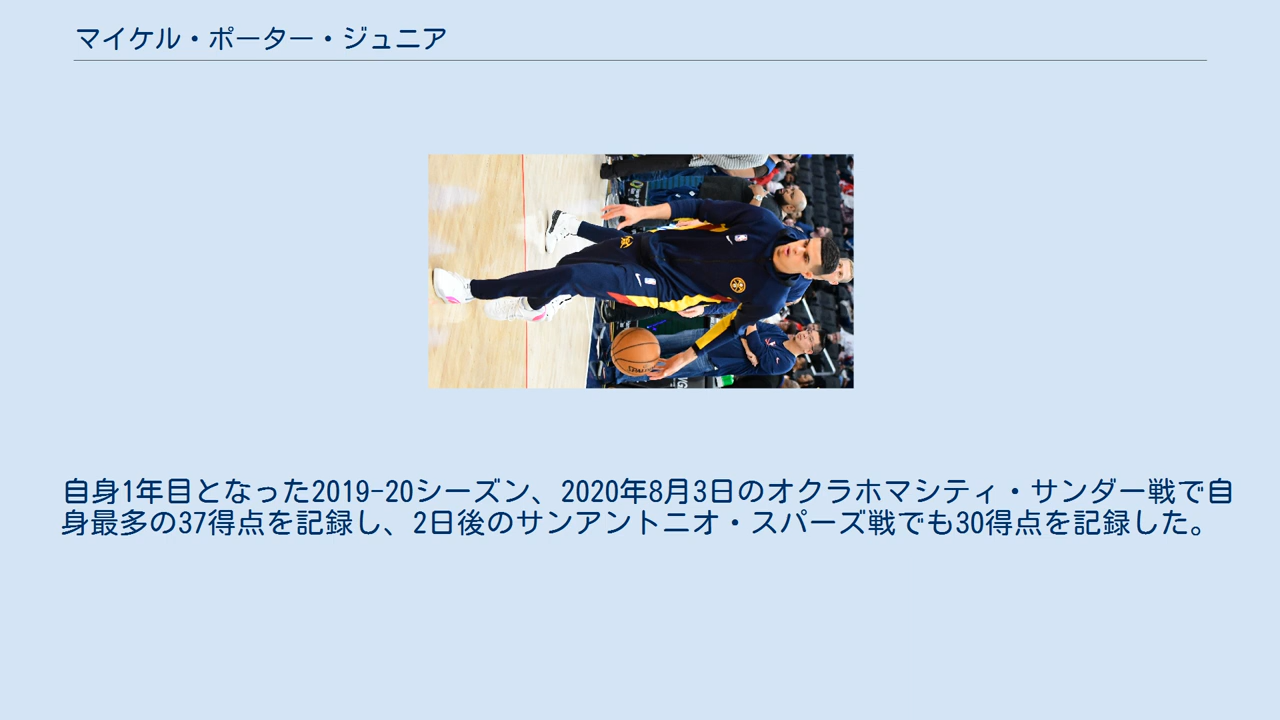 マイケル・ポーター・ジュニア
自身1年目となった2019-20シーズン、2020年8月3日のオクラホマシティ・サンダー戦で自
身最多の37得点を記録し、2日後のサンアントニオ・スパーズ戦でも30得点を記録した。